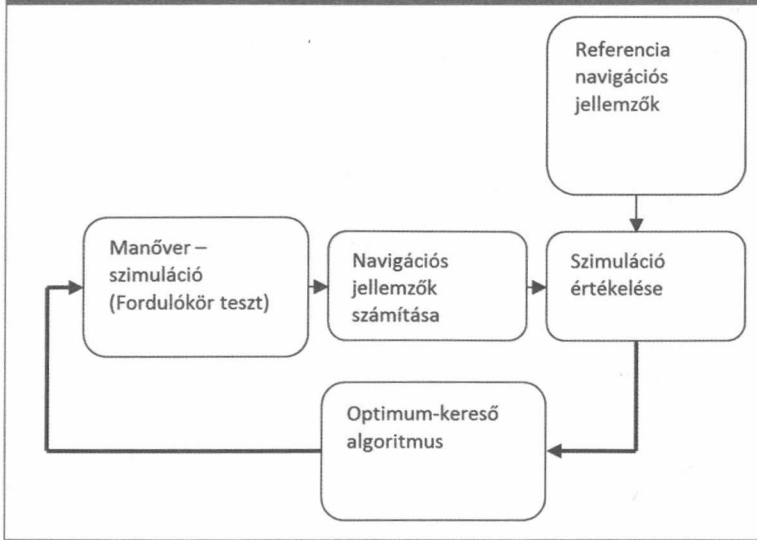 Referencia
navigációs
jellemzők
Manőver –
szimuláció
(Fordulókör teszt)
Navigációs
jellemzők
számítása
Szimuláció
értékelése
Optimum-kereső
algoritmus